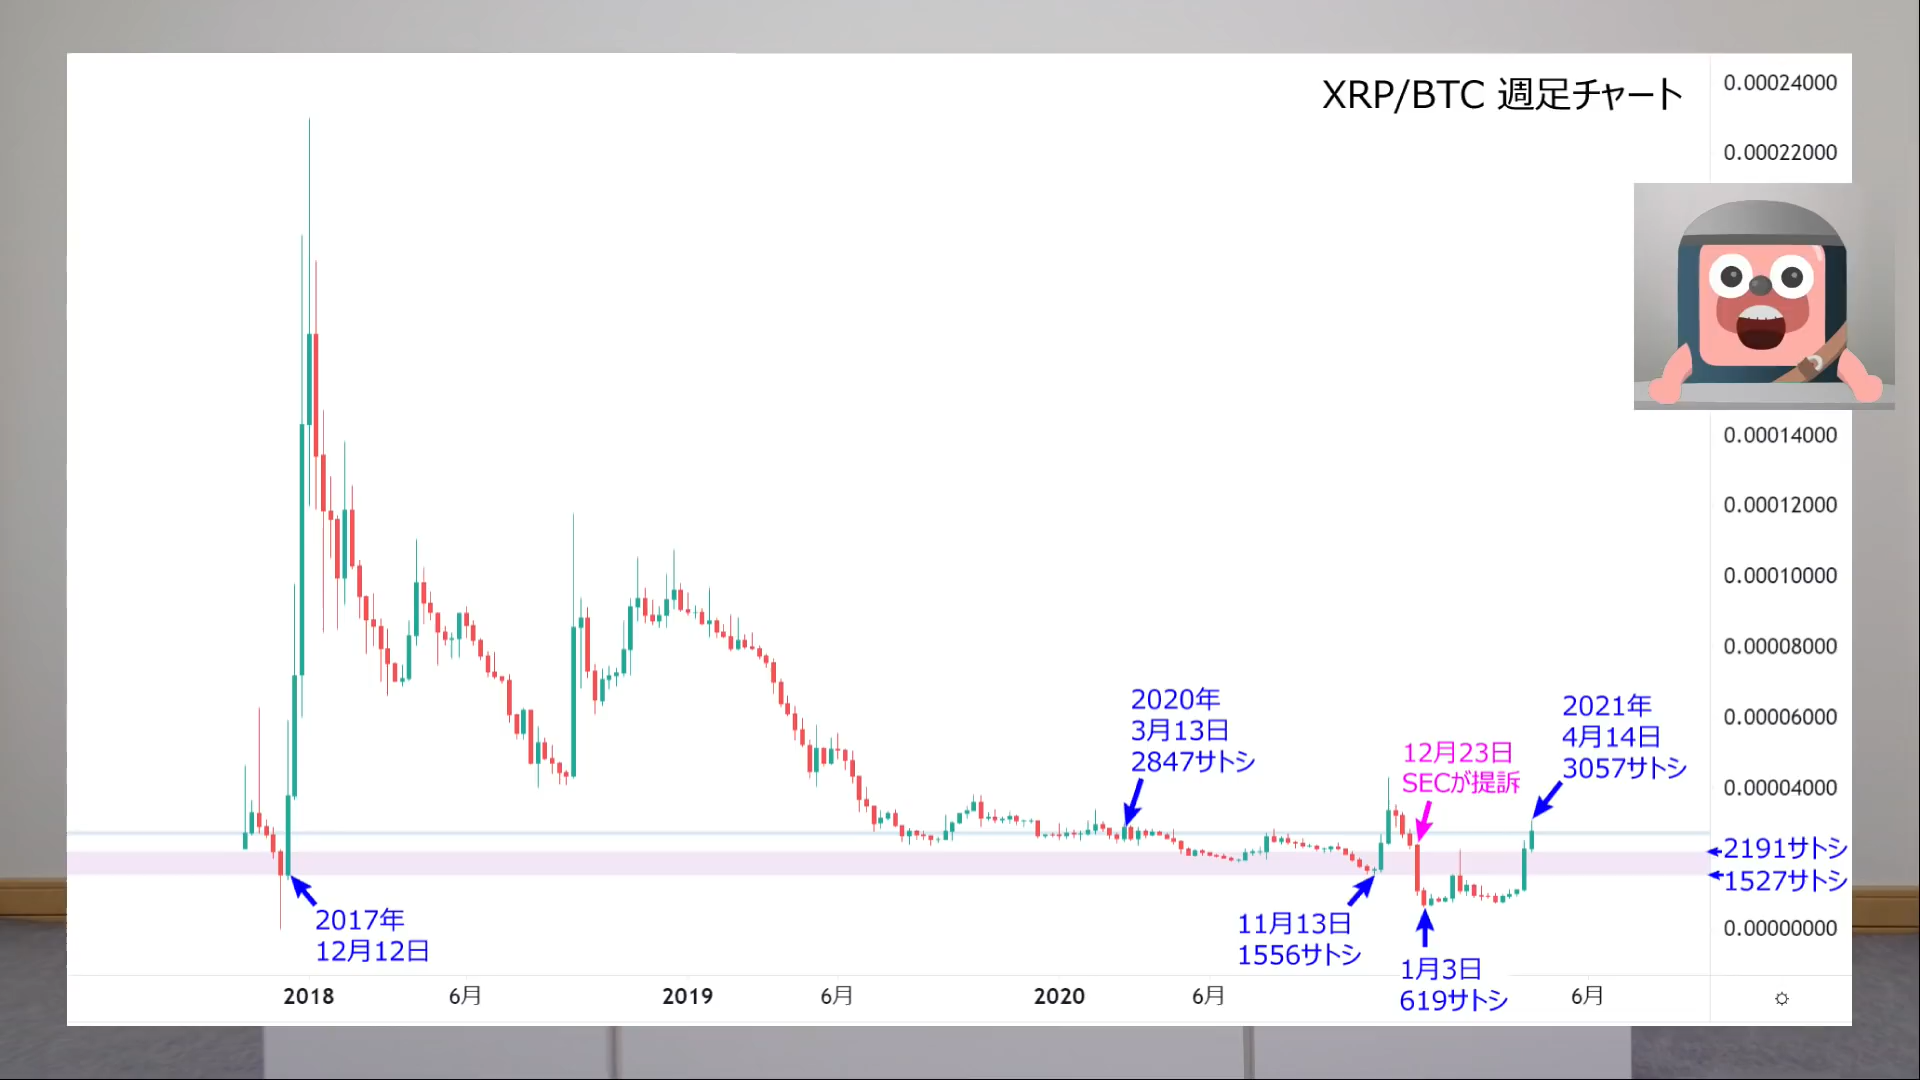 XRP/BTC 週足チャート
0.00024000
0.00022000
0.00014000
0.00012000
0.00010000
0.00008000
0.00006000
0.00004000
2191サトシ
1527サトシ
0.00000000
2020年
3月13日
2847サトシ
12月23日
SECが提訴
2021年
4月14日
3057サトシ
2017年
12月12日
11月13日
1556サトシ
1月3日
619サトシ
2018
6月
2019
6月
2020
6月
6月